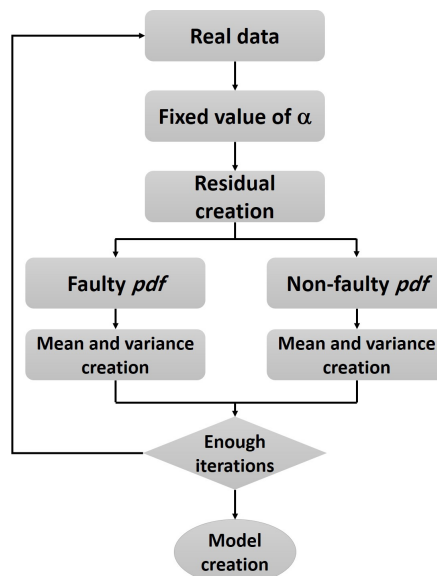 Real data
Fixed value of α
Residual
creation
Faulty pdf
Non-faulty pdf
Mean and variance
creation
Mean and variance
creation
Enough
iterations
Model
creation